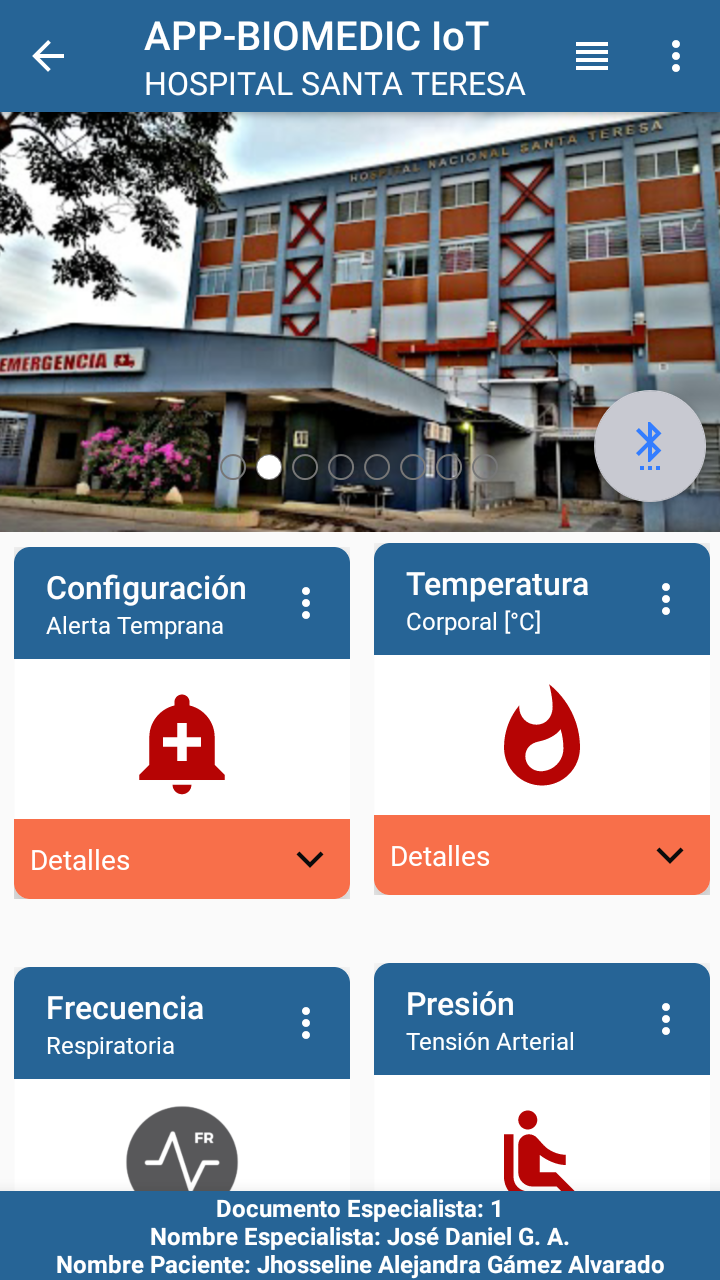 APP-BIOMEDIC IoT
HOSPITAL SANTA TERESA
HOSPITAL NACIONAL SANTA TERESA
EMERGENCIA
Configuración
Alerta Temprana
Temperatura
Corporal [°C]
Detalles
Detalles
Frecuencia
Respiratoria
Presión
Tensión Arterial
FR
Documento Especialista: 1
Nombre Especialista: José Daniel G. A.
Nombre Paciente: Jhosseline Alejandra Gámez Alvarado